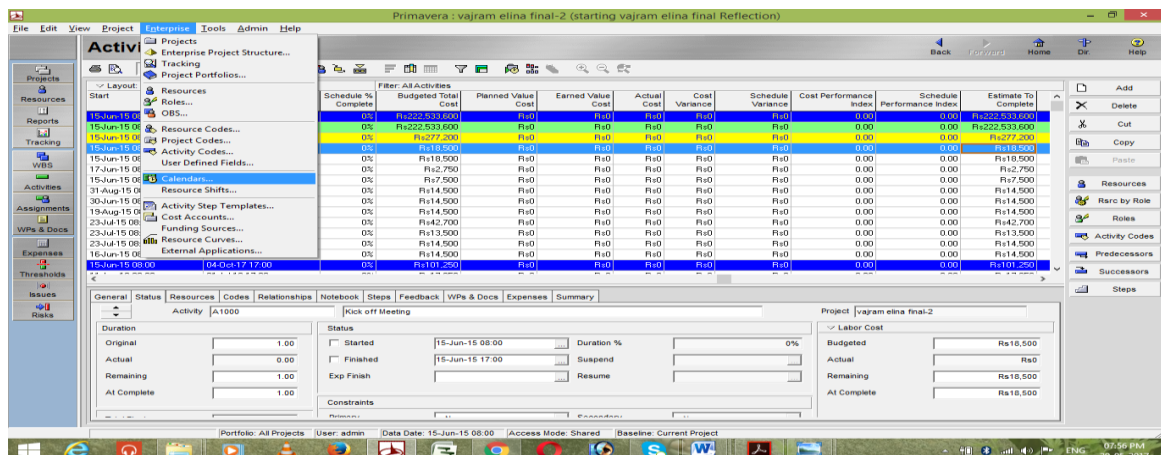 Primavera : vajram elina final-2 (starting vajram elina final Reflection)
File Edit View Project Enterprise Tools Admin Help
Activi
Back Forward Home Dir. Help
Projects
Enterprise Project Structure...
Tracking
Project Portfolios...
Resources
Roles...
OBS...
Resource Codes...
Project Codes...
Activity Codes...
User Defined Fields...
Calendars...
Resource Shifts...
Activity Step Templates...
Cost Accounts...
Funding Sources...
Resource Curves...
External Applications...
Projects
Resources
Reports
Tracking
WBS
Activities
Assignments
WPs & Docs
Expenses
Thresholds
Issues
Risks
Layout: Filter: All Activities
Start Schedule % Complete Budgeted Total Cost Planned Value Cost Earned Value Cost Actual Cost Cost Variance Schedule Variance Cost Performance Index Schedule Performance Index Estimate To Complete
15-Jun-15 08 0% Rs222,533,600 Rs0 Rs0 Rs0 Rs0 Rs0 0.00 0.00 Rs222,533,600
15-Jun-15 08 0% Rs222,533,600 Rs0 Rs0 Rs0 Rs0 Rs0 0.00 0.00 Rs222,533,600
15-Jun-15 08 0% Rs277,200 Rs0 Rs0 Rs0 Rs0 Rs0 0.00 0.00 Rs277,200
15-Jun-15 08 0% Rs18,500 Rs0 Rs0 Rs0 Rs0 Rs0 0.00 0.00 Rs18,500
15-Jun-15 08 0% Rs18,500 Rs0 Rs0 Rs0 Rs0 Rs0 0.00 0.00 Rs18,500
17-Jun-15 08 0% Rs2,750 Rs0 Rs0 Rs0 Rs0 Rs0 0.00 0.00 Rs2,750
15-Jun-15 08 0% Rs7,500 Rs0 Rs0 Rs0 Rs0 Rs0 0.00 0.00 Rs7,500
31-Aug-15 0 0% Rs14,500 Rs0 Rs0 Rs0 Rs0 Rs0 0.00 0.00 Rs14,500
30-Jun-15 08 0% Rs14,500 Rs0 Rs0 Rs0 Rs0 Rs0 0.00 0.00 Rs14,500
19-Aug-15 0 0% Rs14,500 Rs0 Rs0 Rs0 Rs0 Rs0 0.00 0.00 Rs14,500
23-Jul-15 08: 0% Rs42,700 Rs0 Rs0 Rs0 Rs0 Rs0 0.00 0.00 Rs42,700
23-Jul-15 08: 0% Rs13,500 Rs0 Rs0 Rs0 Rs0 Rs0 0.00 0.00 Rs13,500
23-Jul-15 08: 0% Rs14,500 Rs0 Rs0 Rs0 Rs0 Rs0 0.00 0.00 Rs14,500
16-Jun-15 08 0% Rs14,500 Rs0 Rs0 Rs0 Rs0 Rs0 0.00 0.00 Rs14,500
15-Jun-15 08:00 04-Oct-17 17:00 0% Rs101,250 Rs0 Rs0 Rs0 Rs0 Rs0 0.00 0.00 Rs101,250
Add
Delete
Cut
Copy
Paste
Resources
Rsrc by Role
Roles
Activity Codes
Predecessors
Successors
Steps
General Status Resources Codes Relationships Notebook Steps Feedback WPs & Docs Expenses Summary
Activity A1000 Kick off Meeting Project vajram elina final-2
Duration Status Labor Cost
Original 1.00 Started 15-Jun-15 08:00 ... Duration % 0% Budgeted Rs18,500
Actual 0.00 Finished 15-Jun-15 17:00 ... Suspend Actual Rs0
Remaining 1.00 Exp Finish ... Resume Remaining Rs18,500
At Complete 1.00 At Complete Rs18,500
Constraints
Portfolio: All Projects User: admin Data Date: 15-Jun-15 08:00 Access Mode: Shared Baseline: Current Project
ENG 07:56 PM